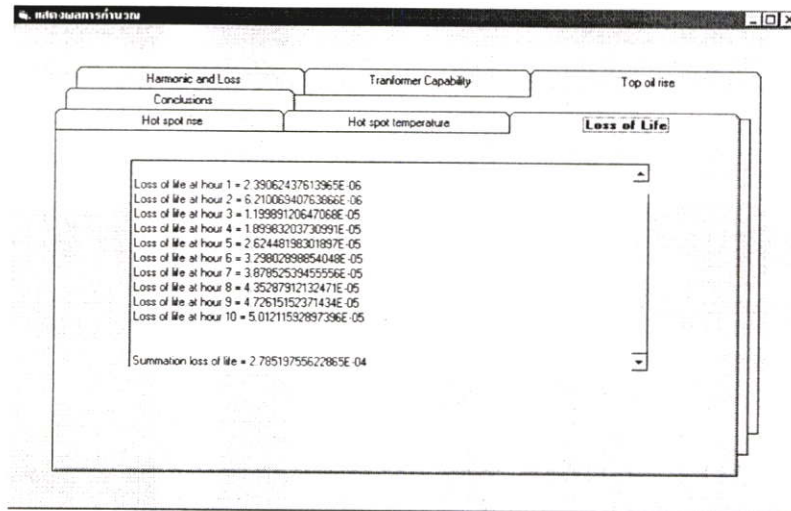 แสดงผลการคำนวณ
Harmonic and Loss
Tranformer Capability
Top oil rise
Conclusions
Hot spot rise
Hot spot temperature
Loss of Life
Loss of life at hour 1 = 2.39062437613965E-06
Loss of life at hour 2 = 6.21006940763866E-06
Loss of life at hour 3 = 1.19989120647068E-05
Loss of life at hour 4 = 1.89983203730991E-05
Loss of life at hour 5 = 2.62448198301897E-05
Loss of life at hour 6 = 3.29802898854048E-05
Loss of life at hour 7 = 3.87852539455556E-05
Loss of life at hour 8 = 4.35287912132471E-05
Loss of life at hour 9 = 4.72615152371434E-05
Loss of life at hour 10 = 5.01211592897396E-05
Summation loss of life = 2.78519755622865E-04